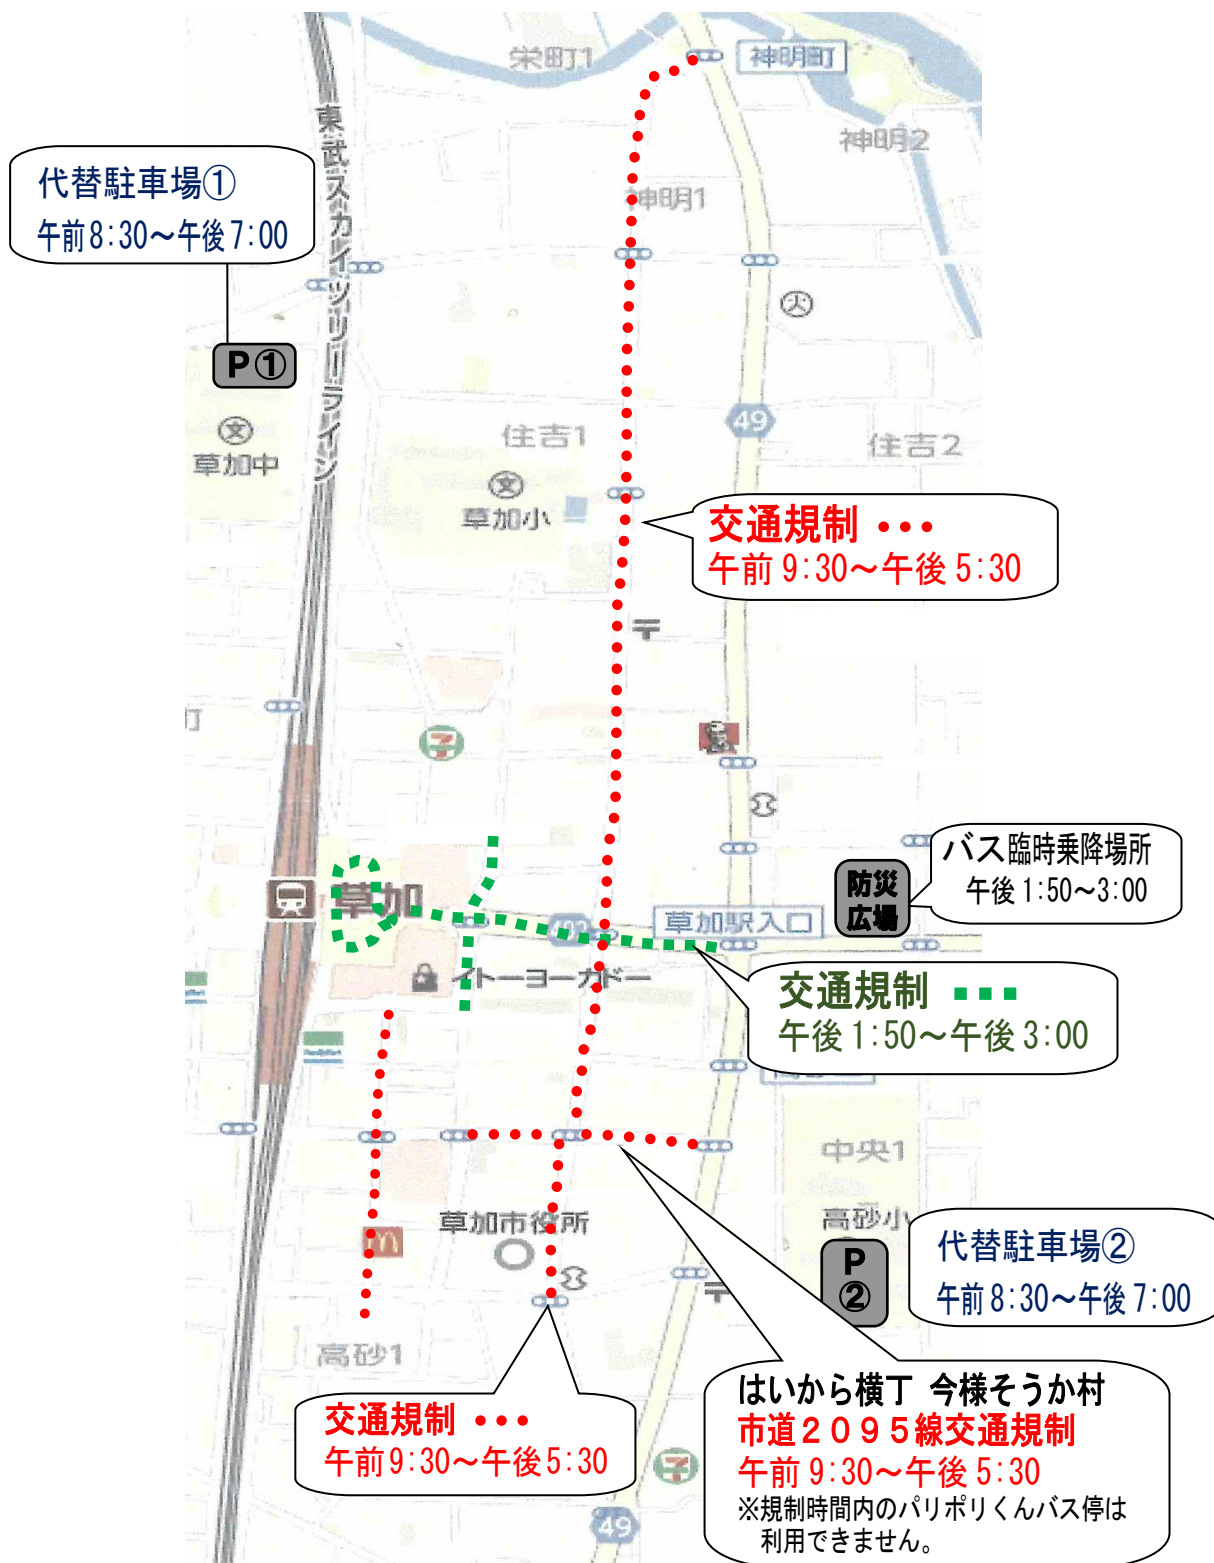 栄町1
神明町
神明2
東武スカイツリーライン
代替駐車場①
午前8:30～午後7:00
神明1
P①
49
文
草加中
住吉1
住吉2
文
草加小
交通規制 •••
午前 9:30～午後 5:30
〒
7
バス臨時乗降場所
午後 1:50～3:00
防災
広場
草加
草加駅入口
イトーヨーカドー
交通規制 ▪▪▪
午後 1:50～午後 3:00
FamilyMart
中央1
高砂小
草加市役所
P
②
代替駐車場②
午前8:30～午後7:00
〒
高砂1
はいから横丁 今様そうか村
市道２０９５線交通規制
午前 9:30～午後 5:30
※規制時間内のパリポリくんバス停は
利用できません。
交通規制 •••
午前9:30～午後5:30
7
49